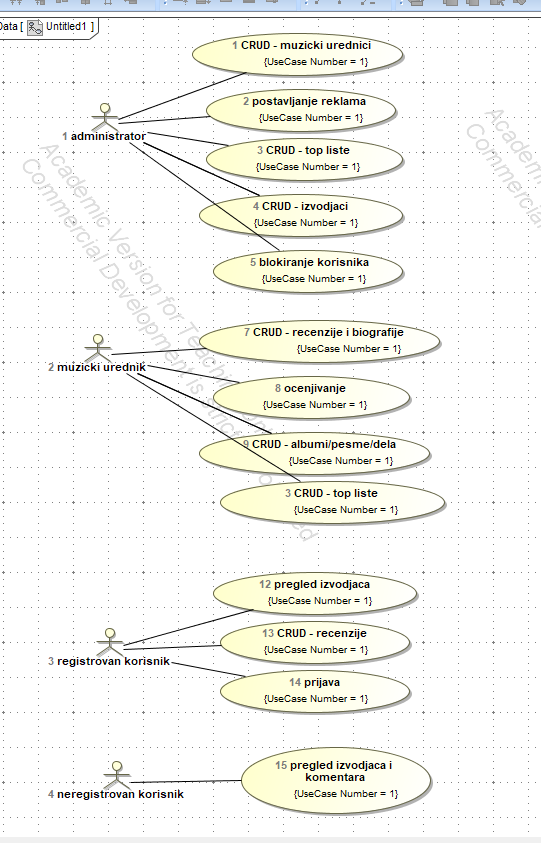 Data [ Untitled1 ]
1 CRUD - muzicki urednici
{UseCase Number = 1}
2 postavljanje reklama
{UseCase Number = 1}
1 administrator
3 CRUD - top liste
{UseCase Number = 1}
4 CRUD - izvodjaci
{UseCase Number = 1}
5 blokiranje korisnika
{UseCase Number = 1}
7 CRUD - recenzije i biografije
{UseCase Number = 1}
2 muzicki urednik
8 ocenjivanje
{UseCase Number = 1}
9 CRUD - albumi/pesme/dela
{UseCase Number = 1}
3 CRUD - top liste
{UseCase Number = 1}
12 pregled izvodjaca
{UseCase Number = 1}
13 CRUD - recenzije
{UseCase Number = 1}
3 registrovan korisnik
14 prijava
{UseCase Number = 1}
15 pregled izvodjaca i
komentara
{UseCase Number = 1}
4 neregistrovan korisnik
Academic Version for Teaching
Commercial Development is strictly
Academic
Commercial